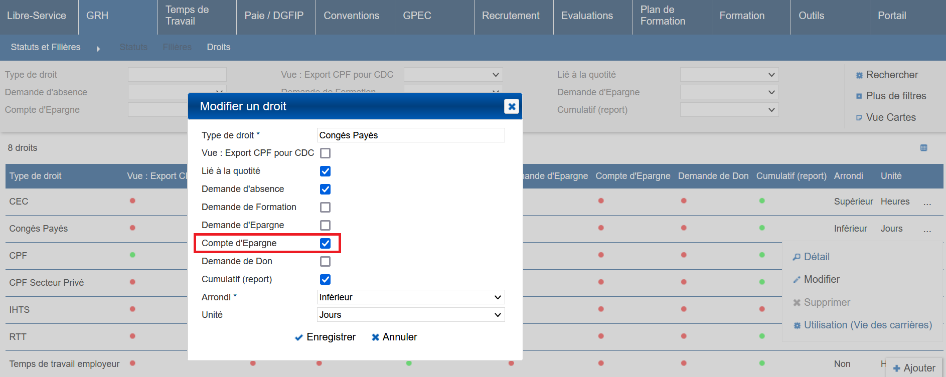 Libre-Service GRH Temps de Travail Paie / DGFIP Conventions GPEC Recrutement Evaluations Plan de Formation Formation Outils Portail
Statuts et Filières Statuts Filières Droits
Type de droit Vue : Export CPF pour CDC Lié à la quotité Rechercher
Demande d'absence Demande de Formation Demande d'Epargne Plus de filtres
Compte d'Epargne Cumulatif (report) Vue Cartes
Modifier un droit
Type de droit * Congés Payés
Vue : Export CPF pour CDC
Lié à la quotité
Demande d'absence
Demande de Formation
Demande d'Epargne
Compte d'Epargne
Demande de Don
Cumulatif (report)
Arrondi * Inférieur
Unité Jours
Enregistrer Annuler
8 droits
Type de droit Vue : Export CP ande d'Epargne Compte d'Epargne Demande de Don Cumulatif (report) Arrondi Unité
CEC Supérieur Heures ...
Congés Payés Inférieur Jours ...
CPF
CPF Secteur Privé
IHTS
RTT
Temps de travail employeur Non H
Détail
Modifier
Supprimer
Utilisation (Vie des carrières)
Ajouter